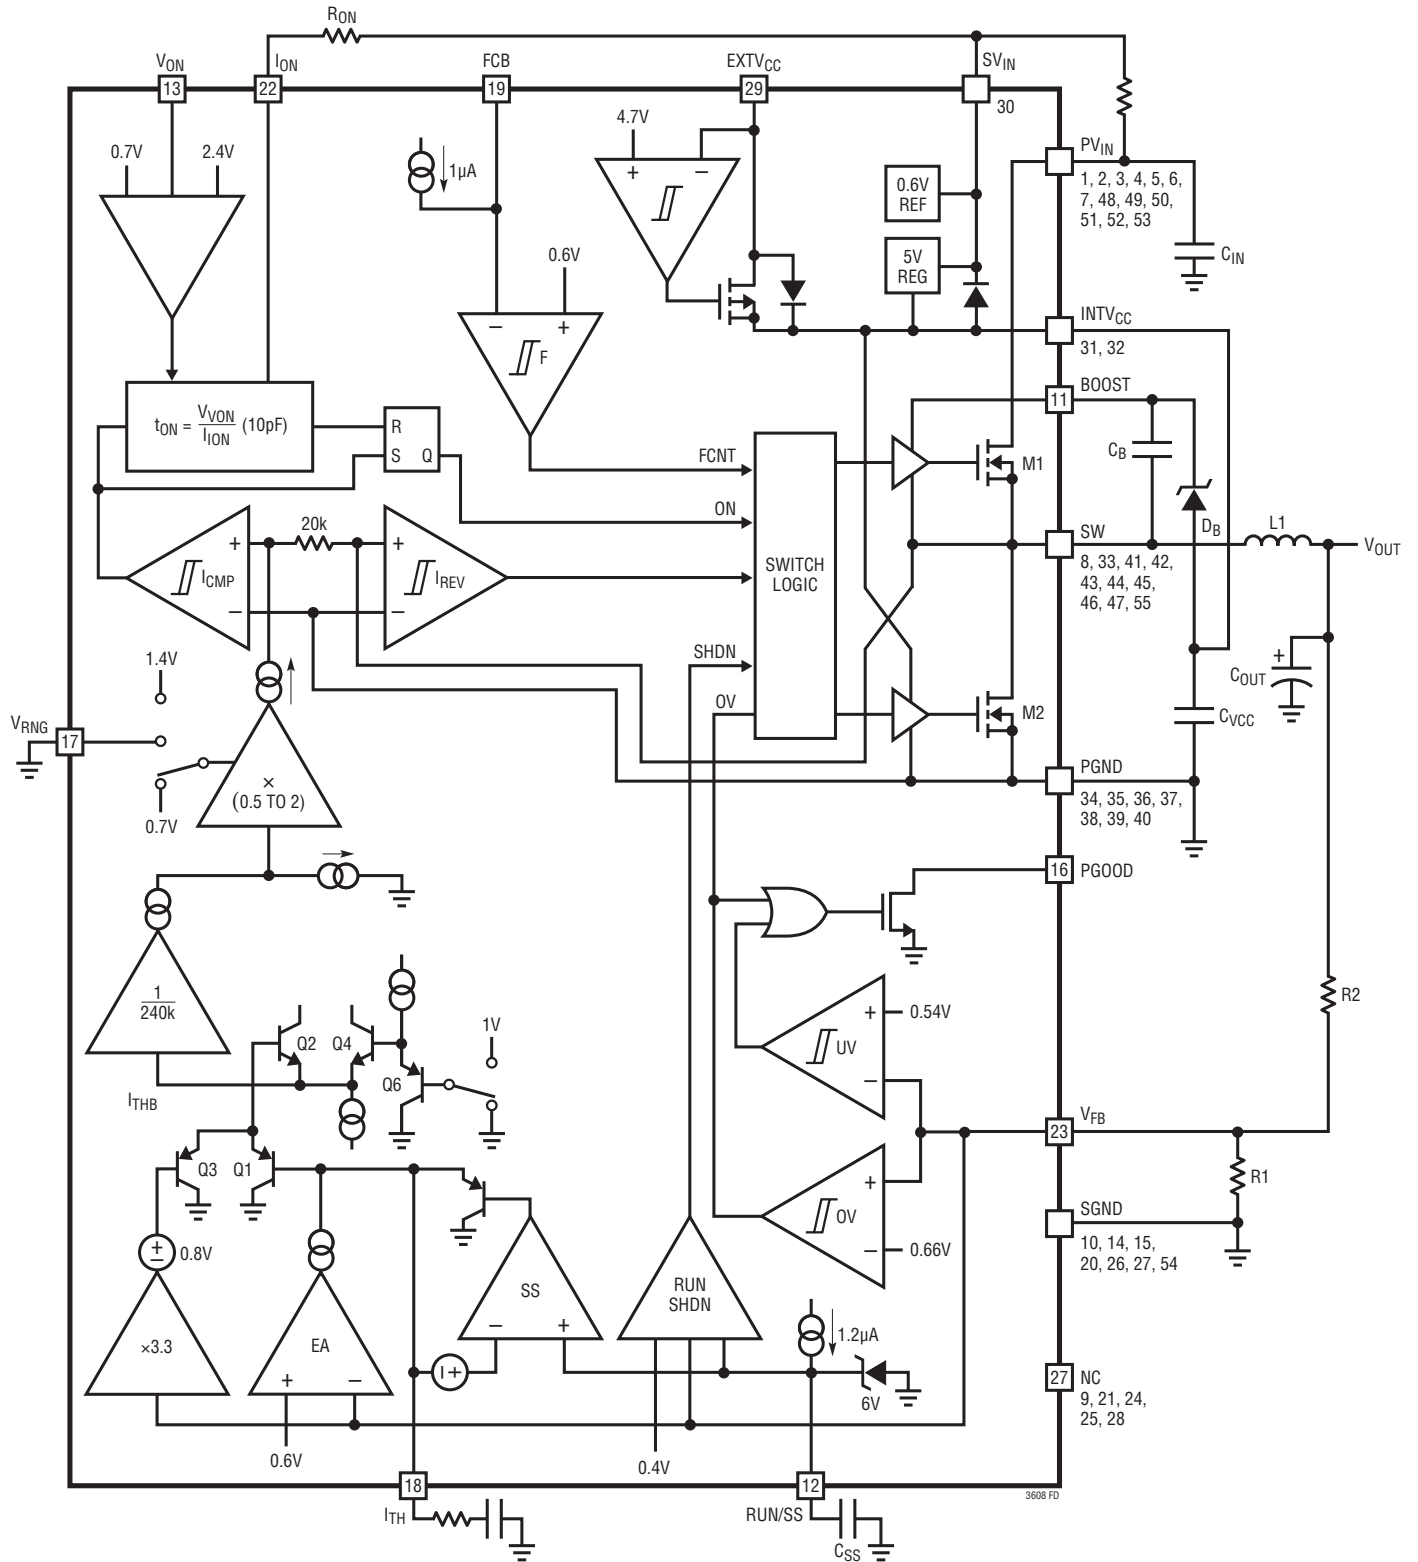 RON
VON
ION
FCB
EXTVCC
SVIN
13
22
19
29
30
0.7V
2.4V
1µA
4.7V
+
–
0.6V
REF
5V
REG
PVIN
1, 2, 3, 4, 5, 6,
7, 48, 49, 50,
51, 52, 53
CIN
0.6V
–
+
F
INTVCC
31, 32
tON = VVON/IION (10pF)
R
S
Q
BOOST
11
CB
DB
FCNT
ON
M1
20k
+
–
ICMP
+
–
IREV
SWITCH
LOGIC
SW
8, 33, 41, 42,
43, 44, 45,
46, 47, 55
L1
VOUT
1.4V
SHDN
OV
M2
+
COUT
CVCC
VRNG
17
0.7V
×
(0.5 TO 2)
PGND
34, 35, 36, 37,
38, 39, 40
16
PGOOD
1
240k
ITHB
Q2
Q4
Q6
1V
+
–
UV
0.54V
R2
Q3
Q1
VFB
23
+
–
OV
0.66V
R1
SGND
10, 14, 15,
20, 26, 27, 54
+
–
0.8V
×3.3
EA
+
–
SS
–
+
+
RUN
SHDN
1.2µA
6V
27
NC
9, 21, 24,
25, 28
0.6V
0.4V
18
12
ITH
RUN/SS
CSS
3608 FD